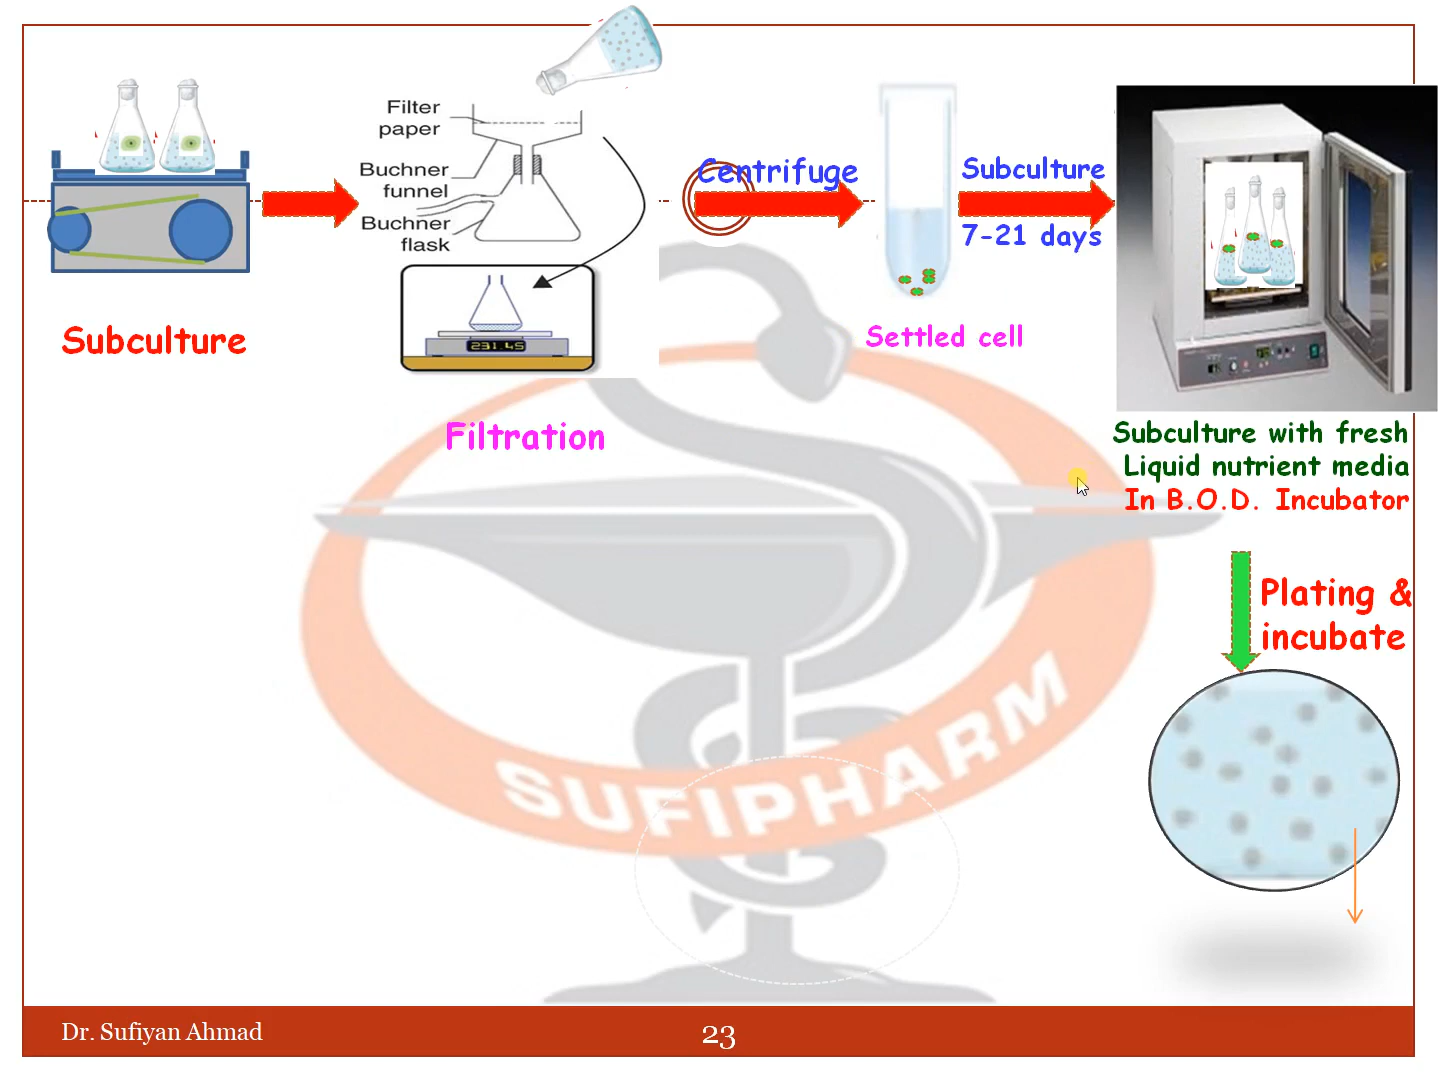 Filter
paper
Buchner
funnel
Buchner
flask
231.45
Subculture
Filtration
Centrifuge
Settled cell
Subculture
7-21 days
Subculture with fresh
Liquid nutrient media
In B.O.D. Incubator
Plating &
incubate
SUFIPHARM
Dr. Sufiyan Ahmad
23